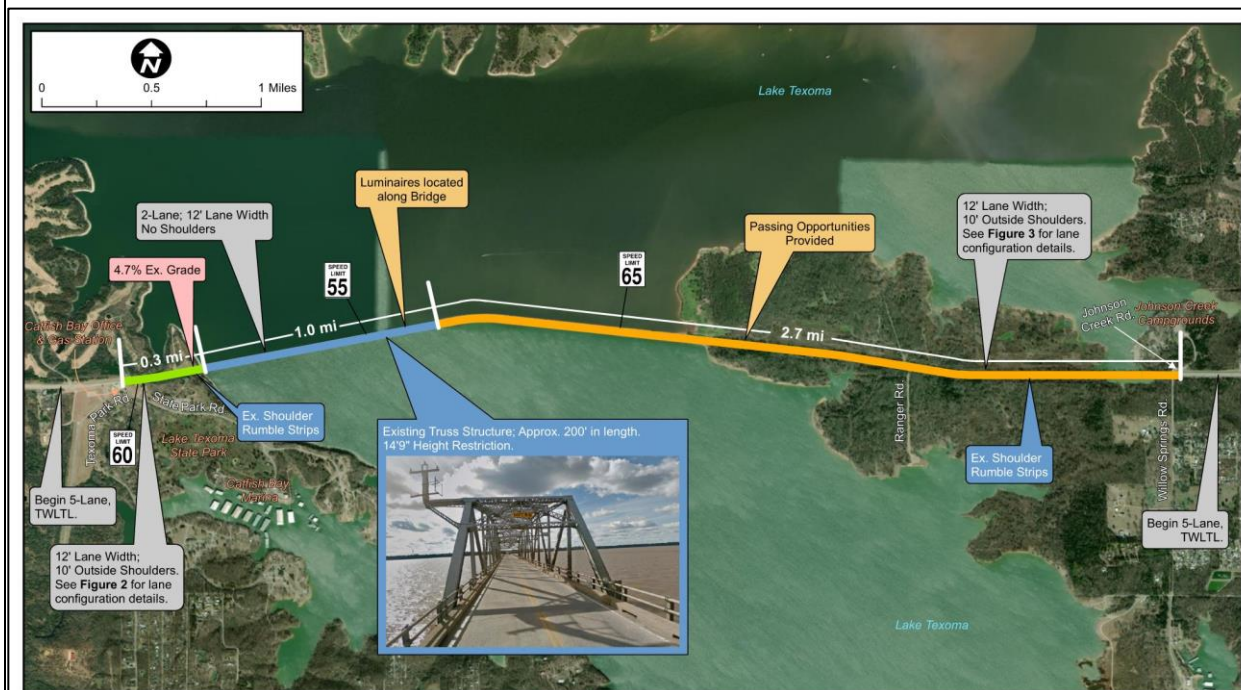 N
0 0.5 1 Miles
Lake Texoma
Luminaires located
along Bridge
2-Lane; 12' Lane Width
No Shoulders
12' Lane Width;
10' Outside Shoulders.
See Figure 3 for lane
configuration details.
Passing Opportunities
Provided
4.7% Ex. Grade
SPEED
LIMIT
55
SPEED
LIMIT
65
Catfish Bay Office
& Gas Station
0.3 mi
1.0 mi
2.7 mi
Johnson
Creek Rd.
Johnson Creek
Campgrounds
Texoma Park Rd
State Park Rd
SPEED
LIMIT
60
Lake Texoma
State Park
Catfish Bay
Marina
Ex. Shoulder
Rumble Strips
Existing Truss Structure; Approx. 200' in length.
14'9" Height Restriction.
Ranger Rd.
Ex. Shoulder
Rumble Strips
Willow Springs Rd
Begin 5-Lane,
TWLTL.
Begin 5-Lane,
TWLTL.
12' Lane Width;
10' Outside Shoulders.
See Figure 2 for lane
configuration details.
Lake Texoma